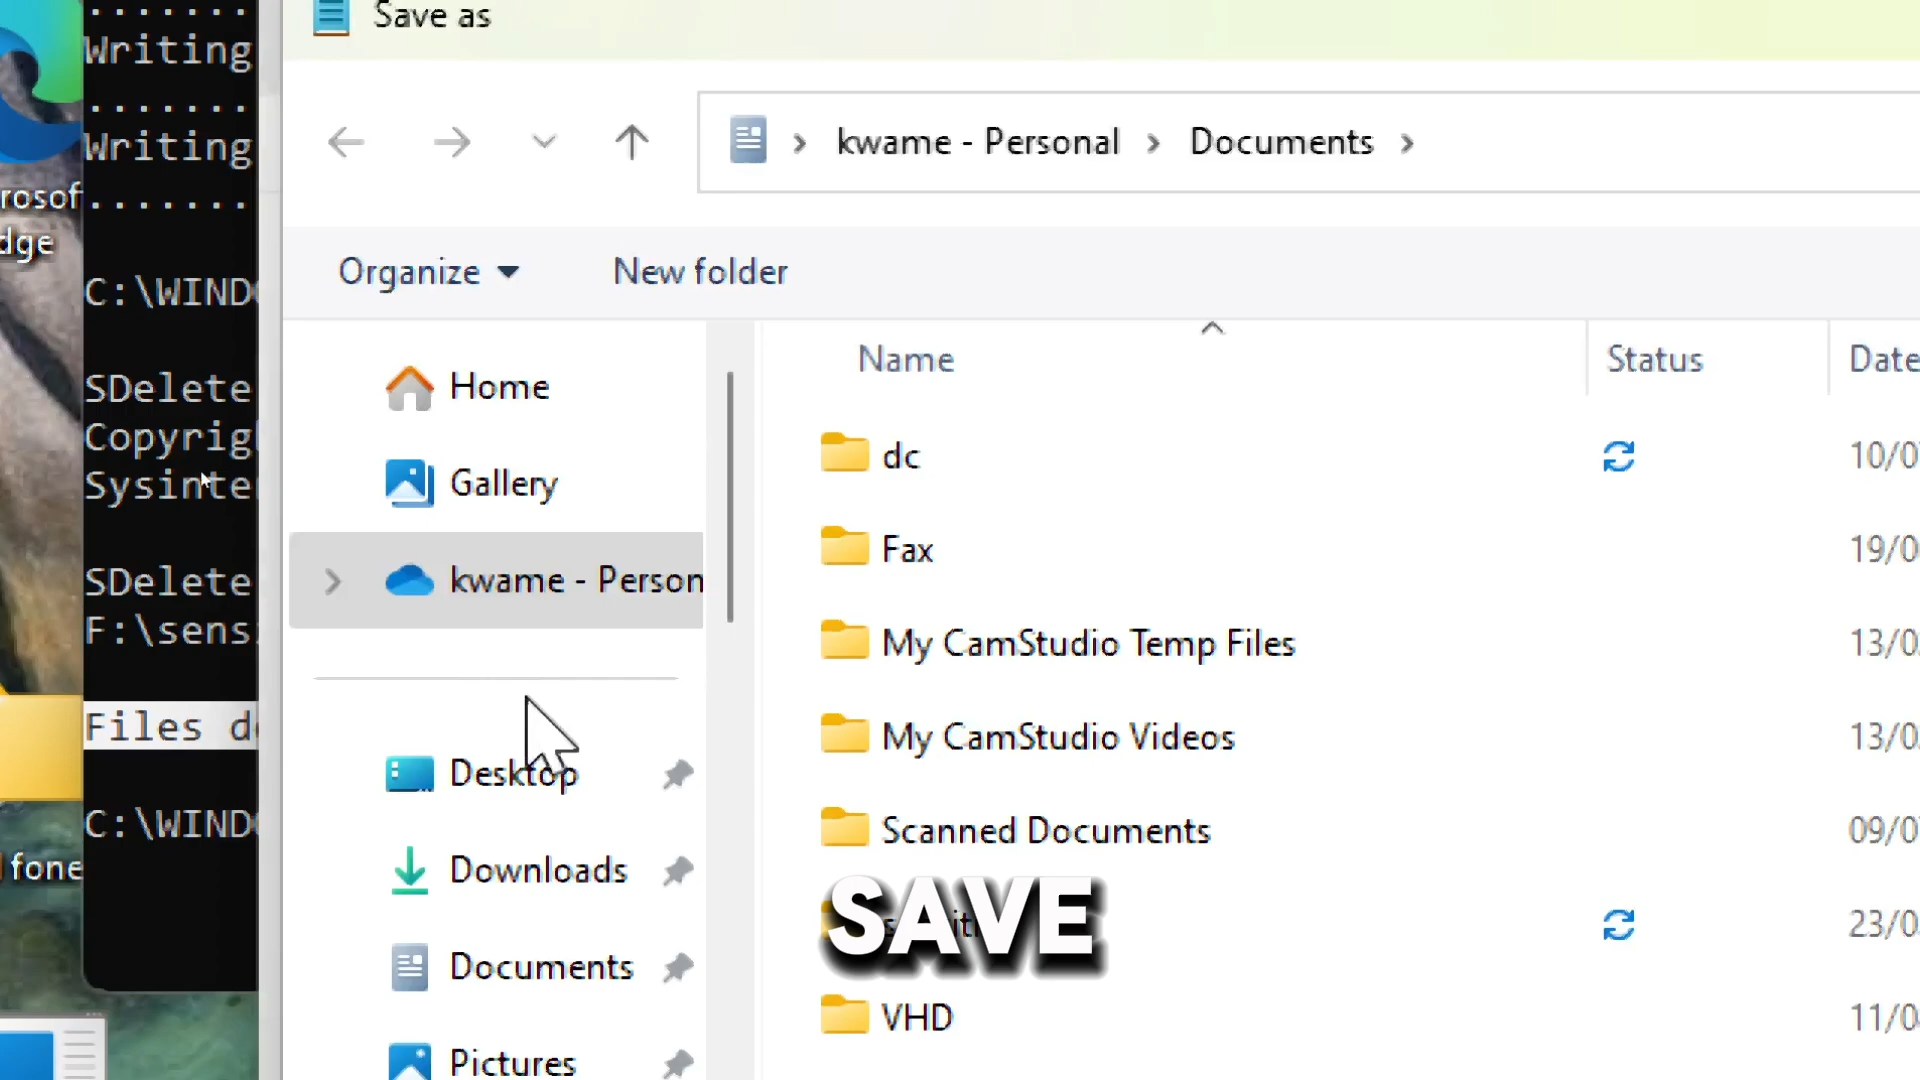 Save as
Writing
Writing
rosof
dge
C:\WIND
SDelete
Copyrig
Sysinter
SDelete
F:\sens
Files d
C:\WIND
fone
kwame - Personal
Documents
Organize
New folder
Home
Gallery
kwame - Person
Desktop
Downloads
Documents
Pictures
Name
Status
Date
dc
10/0
Fax
19/0
My CamStudio Temp Files
13/0
My CamStudio Videos
13/0
Scanned Documents
09/0
SAVE
23/0
VHD
11/0